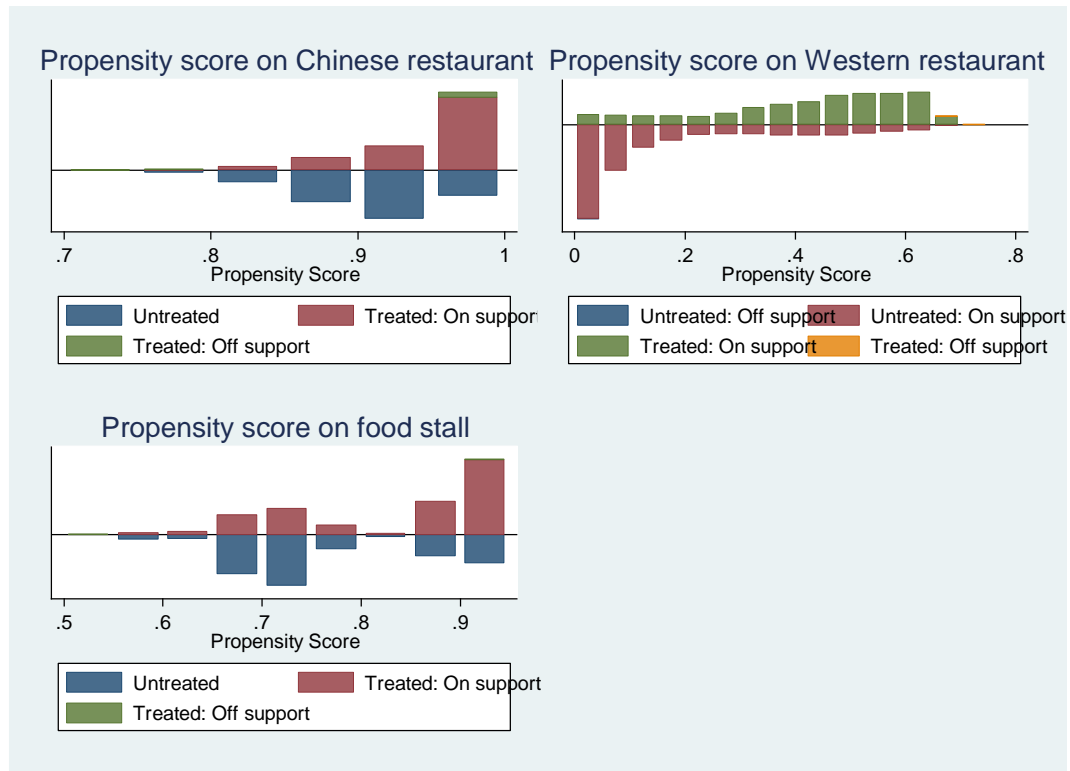 Propensity score on Chinese restaurant
.7 .8 .9 1
Propensity Score
Untreated Treated: On support
Treated: Off support
Propensity score on Western restaurant
0 .2 .4 .6 .8
Propensity Score
Untreated: Off support Untreated: On support
Treated: On support Treated: Off support
Propensity score on food stall
.5 .6 .7 .8 .9
Propensity Score
Untreated Treated: On support
Treated: Off support